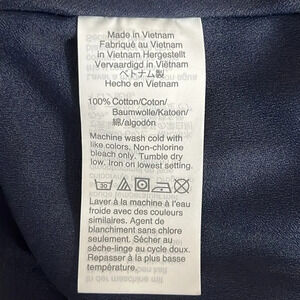 Made in Vietnam
Fabriqué au Vietnam
in Vietnam Hergestellt
Vervaardigd in Viëtnam
ベトナム製
Hecho en Vietnam
100% Cotton/Coton/
Baumwolle/Katoen/
綿/algodón
Machine wash cold with
like colors. Non-chlorine
bleach only. Tumble dry
low. Iron on lowest setting.
30
Laver à la machine à l'eau
froide avec des couleurs
similaires. Agent de
blanchiment sans chlore
seulement. Sécher au
sèche-linge au cycle doux.
Repasser à la plus basse
température.